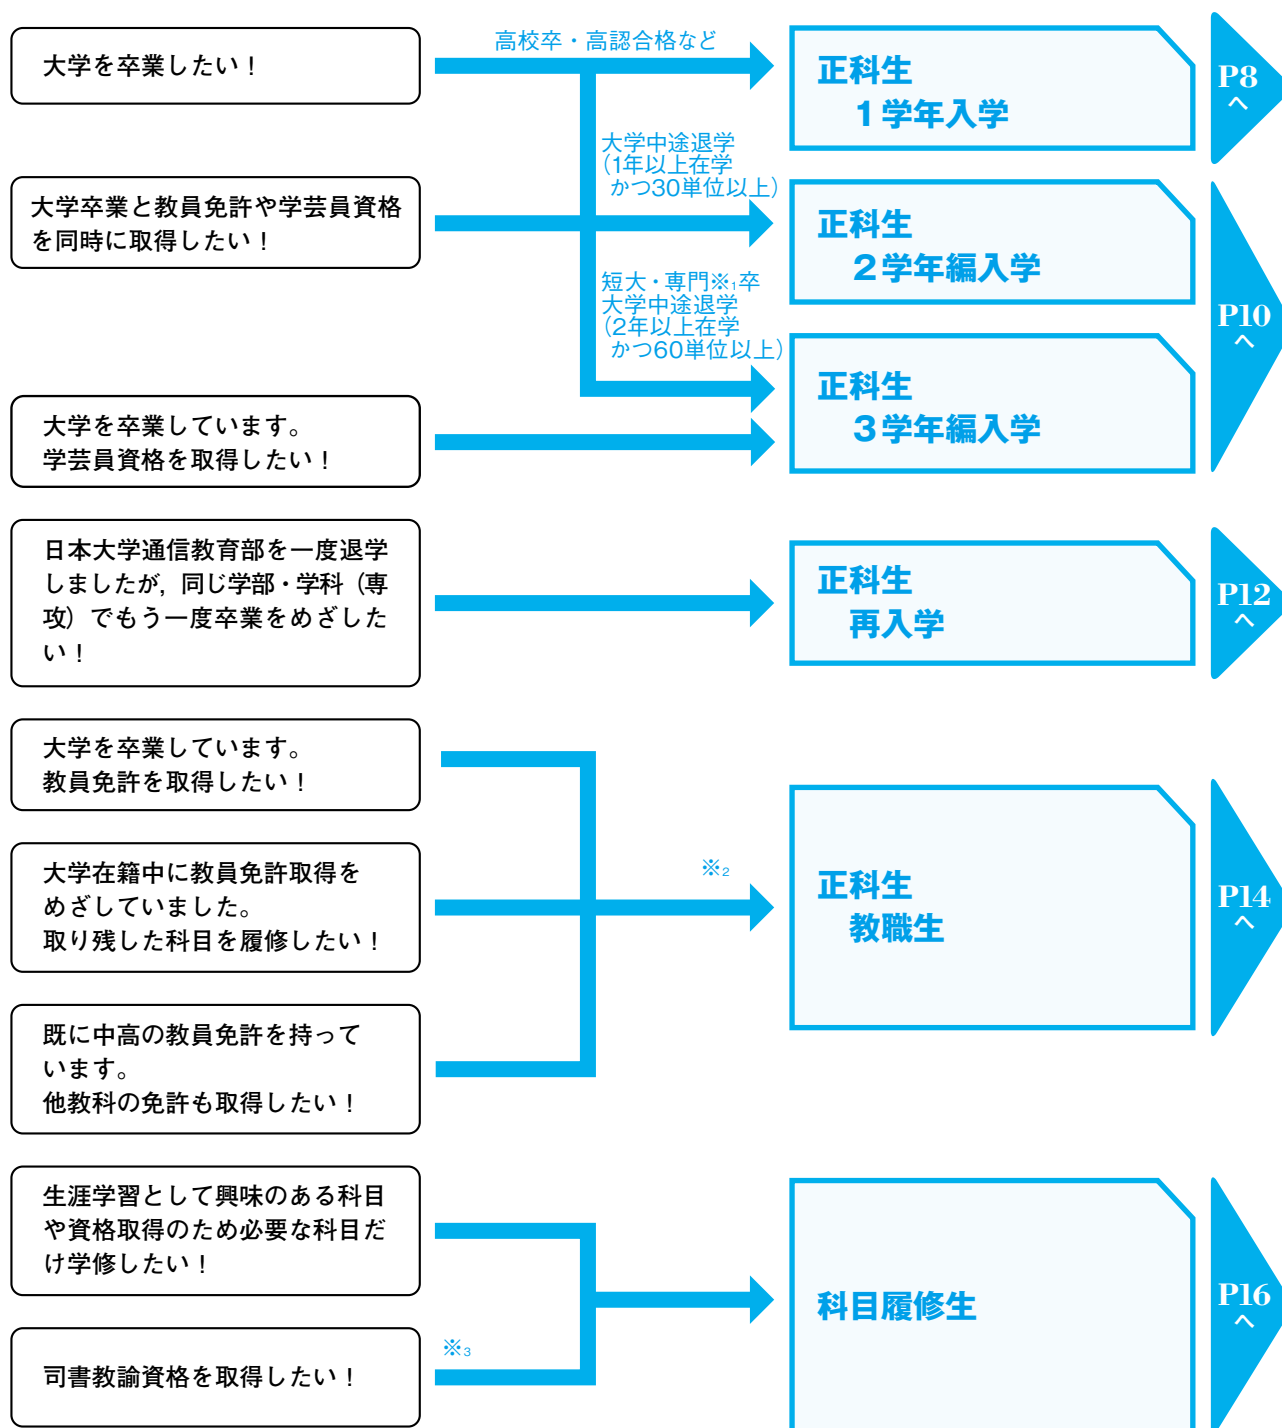 大学を卒業したい！
高校卒・高認合格など
正科生
１学年入学
P8
へ
大学中途退学
（1年以上在学
かつ30単位以上）
大学卒業と教員免許や学芸員資格
を同時に取得したい！
正科生
２学年編入学
短大・専門※1卒
大学中途退学
（2年以上在学
かつ60単位以上）
P10
へ
正科生
３学年編入学
大学を卒業しています。
学芸員資格を取得したい！
日本大学通信教育部を一度退学
しましたが，同じ学部・学科（専
攻）でもう一度卒業をめざした
い！
正科生
再入学
P12
へ
大学を卒業しています。
教員免許を取得したい！
大学在籍中に教員免許取得を
めざしていました。
取り残した科目を履修したい！
※2
正科生
教職生
P14
へ
既に中高の教員免許を持って
います。
他教科の免許も取得したい！
生涯学習として興味のある科目
や資格取得のため必要な科目だ
け学修したい！
科目履修生
P16
へ
※3
司書教諭資格を取得したい！